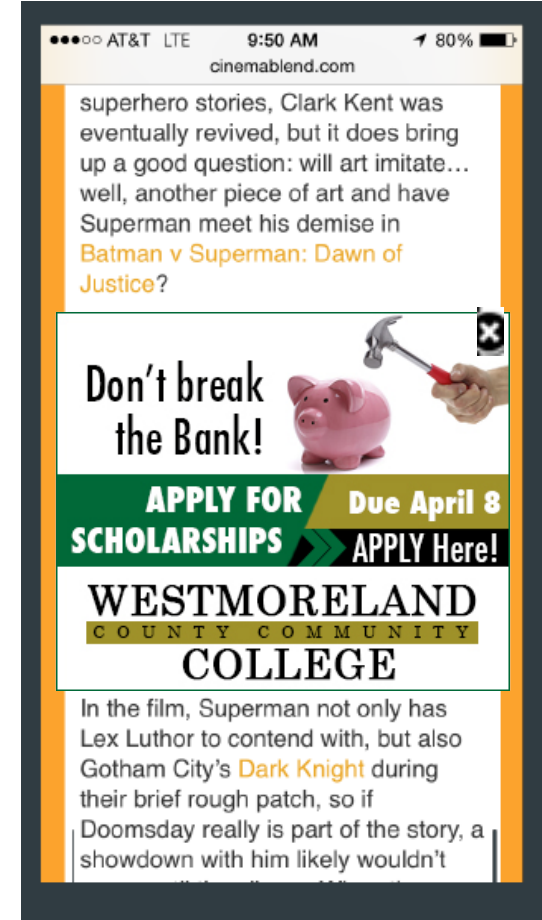 AT&T LTE 9:50 AM 80%
cinemablend.com
superhero stories, Clark Kent was
eventually revived, but it does bring
up a good question: will art imitate…
well, another piece of art and have
Superman meet his demise in
Batman v Superman: Dawn of
Justice?
Don't break
the Bank!
APPLY FOR
SCHOLARSHIPS
Due April 8
APPLY Here!
WESTMORELAND
COUNTY COMMUNITY
COLLEGE
In the film, Superman not only has
Lex Luthor to contend with, but also
Gotham City's Dark Knight during
their brief rough patch, so if
Doomsday really is part of the story, a
showdown with him likely wouldn't